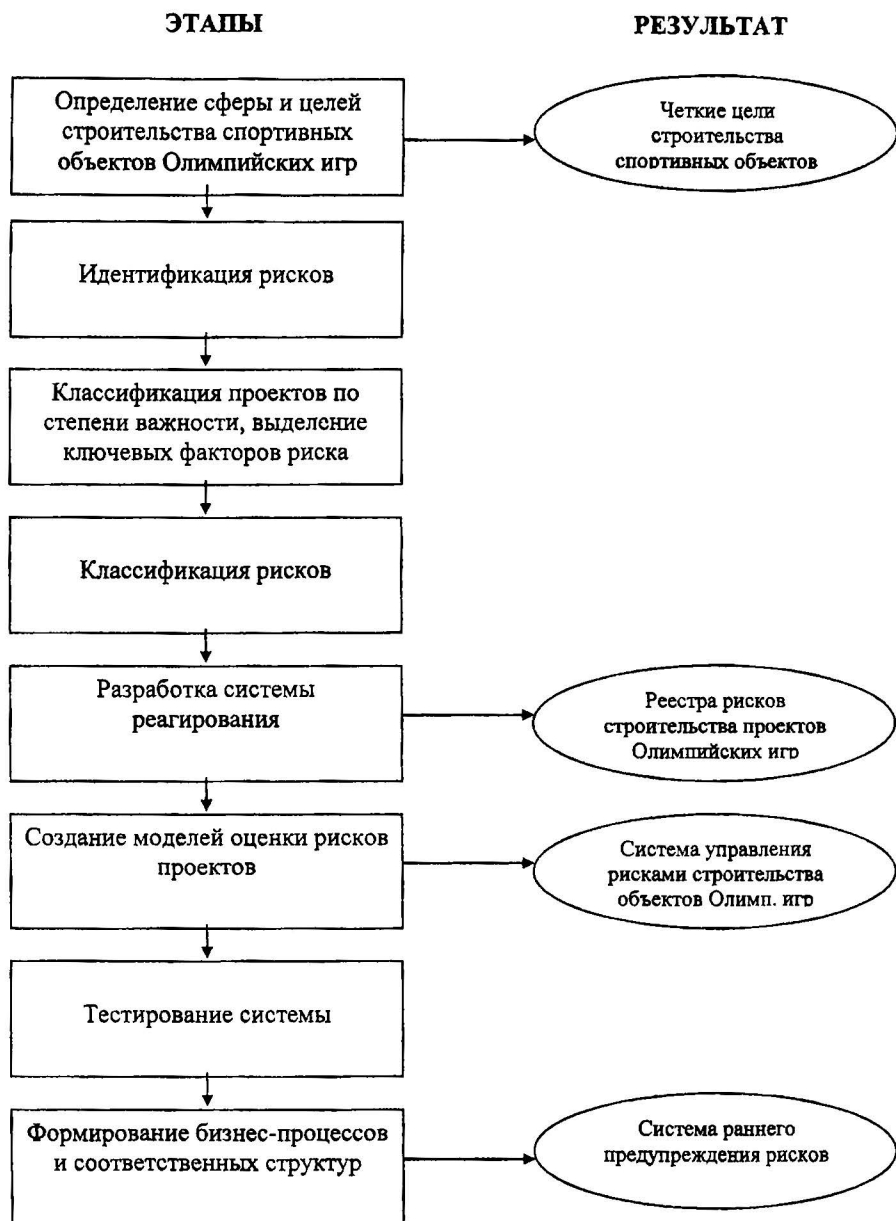 ЭТАПЫ
РЕЗУЛЬТАТ
Определение сферы и целей
строительства спортивных
объектов Олимпийских игр
Четкие цели
строительства
спортивных объектов
Идентификация рисков
Классификация проектов по
степени важности, выделение
ключевых факторов риска
Классификация рисков
Разработка системы
реагирования
Реестра рисков
строительства проектов
Олимпийских игр
Создание моделей оценки рисков
проектов
Система управления
рисками строительства
объектов Олимп. игр
Тестирование системы
Формирование бизнес-процессов
и соответственных структур
Система раннего
предупреждения рисков